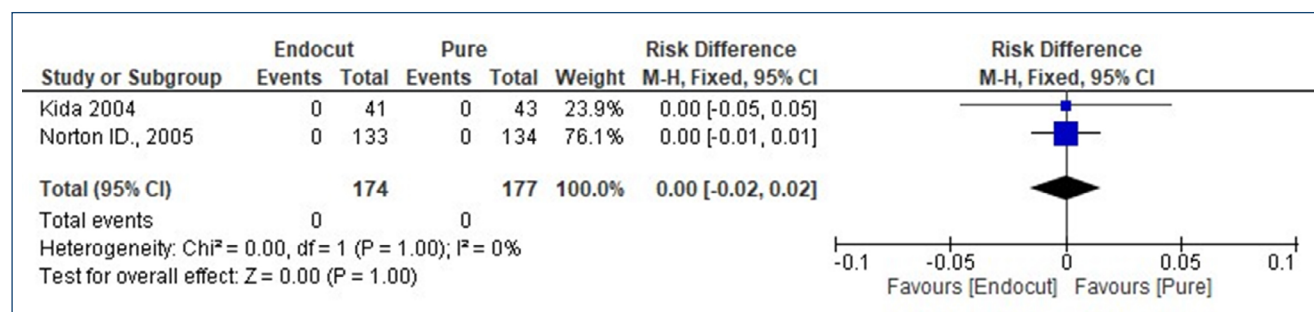 Endocut Pure Risk Difference Risk Difference
Study or Subgroup Events Total Events Total Weight M-H, Fixed, 95% CI M-H, Fixed, 95% CI
Kida 2004 0 41 0 43 23.9% 0.00 [-0.05, 0.05]
Norton ID., 2005 0 133 0 134 76.1% 0.00 [-0.01, 0.01]
Total (95% CI) 174 177 100.0% 0.00 [-0.02, 0.02]
Total events 0 0
Heterogeneity: Chi² = 0.00, df = 1 (P = 1.00); I² = 0%
Test for overall effect: Z = 0.00 (P = 1.00)
-0.1 -0.05 0 0.05 0.1
Favours [Endocut] Favours [Pure]